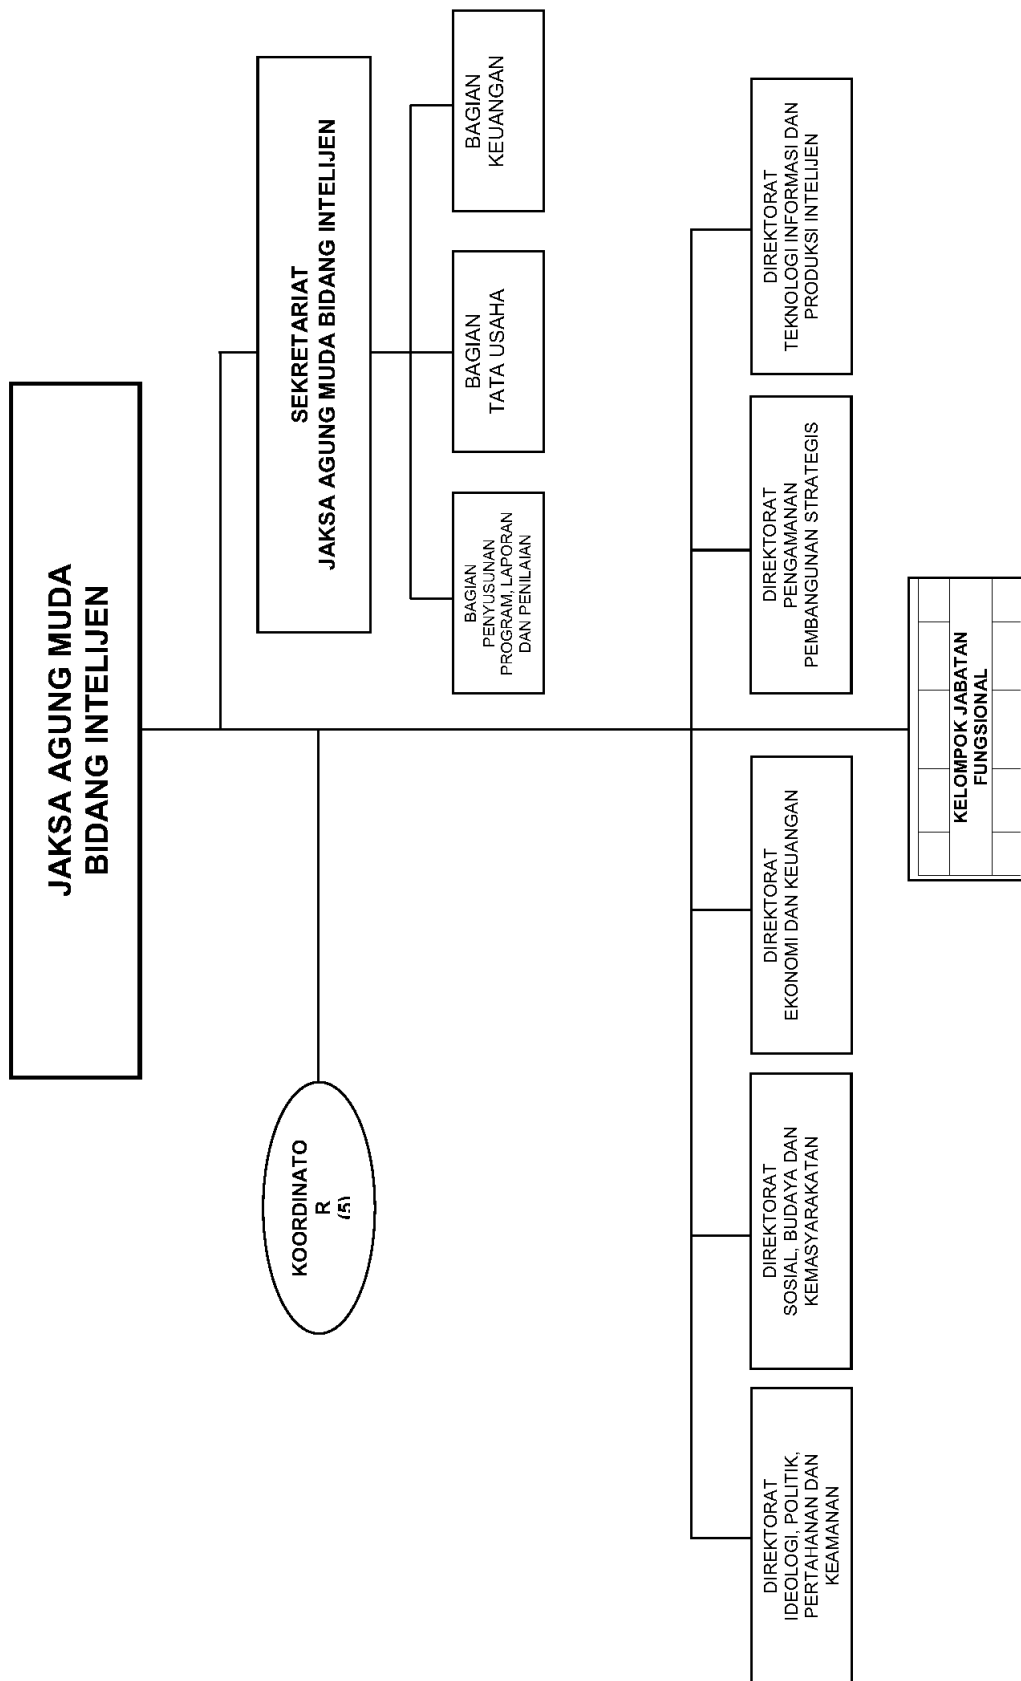 JAKSA AGUNG MUDA
BIDANG INTELIJEN
KOORDINATO
R
(5)
SEKRETARIAT
JAKSA AGUNG MUDA BIDANG INTELIJEN
BAGIAN
PENYUSUNAN
PROGRAM, LAPORAN
DAN PENILAIAN
BAGIAN
TATA USAHA
BAGIAN
KEUANGAN
DIREKTORAT
IDEOLOGI, POLITIK,
PERTAHANAN DAN
KEAMANAN
DIREKTORAT
SOSIAL, BUDAYA DAN
KEMASYARAKATAN
DIREKTORAT
EKONOMI DAN KEUANGAN
DIREKTORAT
PENGAMANAN
PEMBANGUNAN STRATEGIS
DIREKTORAT
TEKNOLOGI INFORMASI DAN
PRODUKSI INTELIJEN
KELOMPOK JABATAN
FUNGSIONAL